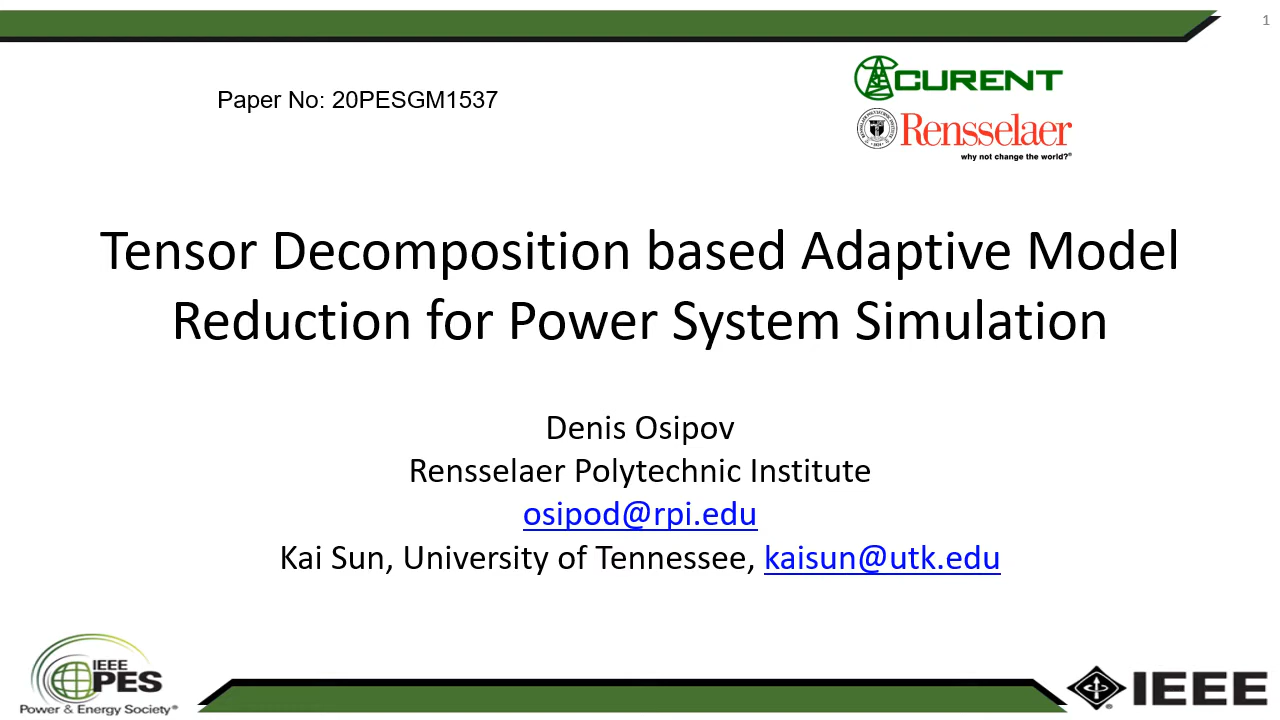 1
Paper No: 20PESGM1537
CURENT
Rensselaer
why not change the world?®
Tensor Decomposition based Adaptive Model
Reduction for Power System Simulation
Denis Osipov
Rensselaer Polytechnic Institute
osipod@rpi.edu
Kai Sun, University of Tennessee, kaisun@utk.edu
IEEE
PES
Power & Energy Society®
IEEE